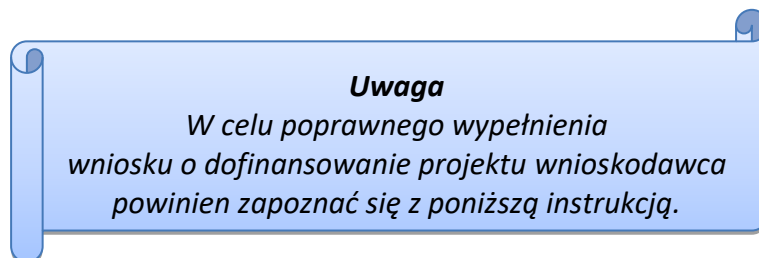 Uwaga
W celu poprawnego wypełnienia
wniosku o dofinansowanie projektu wnioskodawca
powinien zapoznać się z poniższą instrukcją.